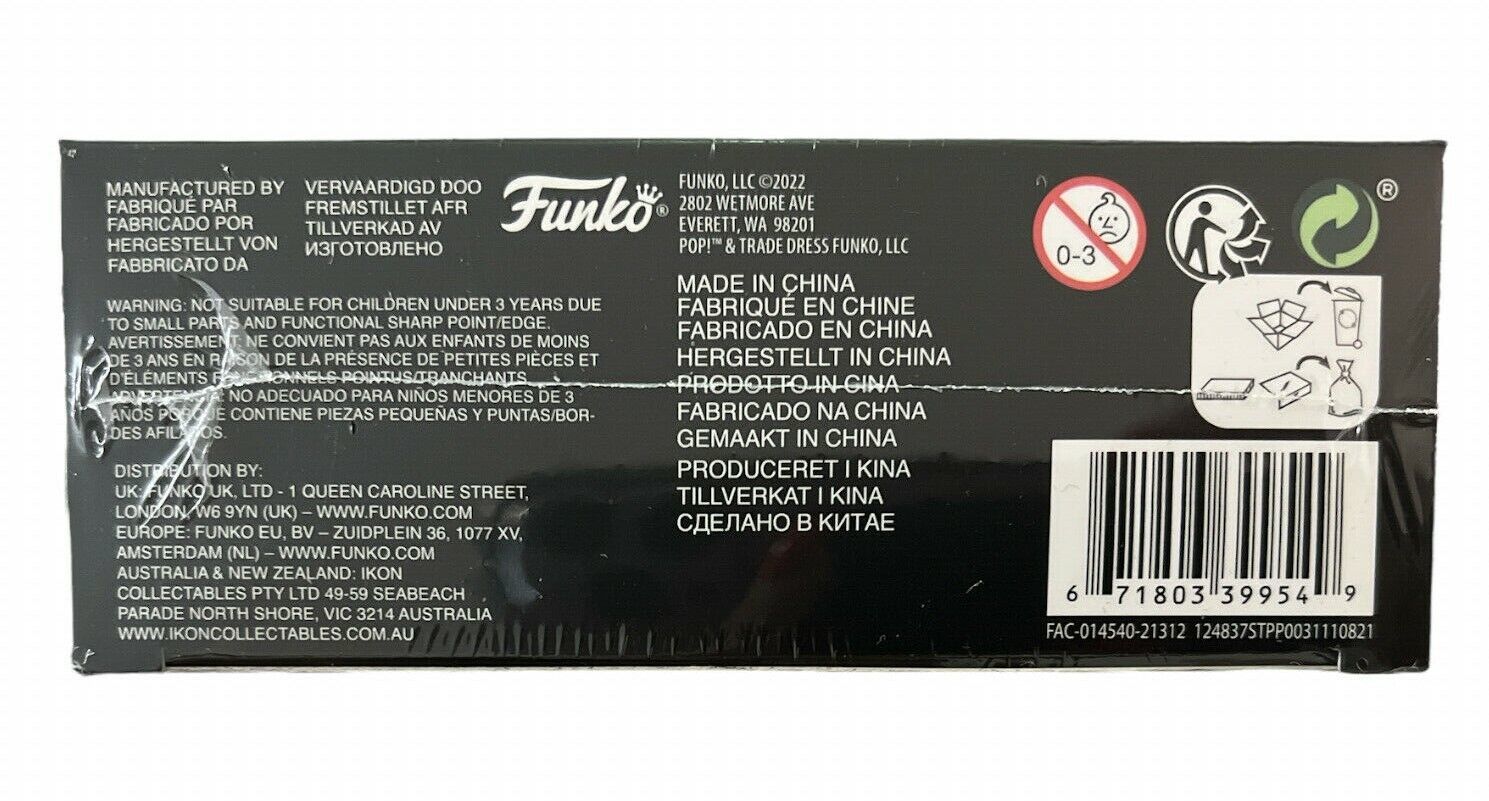 MANUFACTURED BY
FABRIQUÉ PAR
FABRICADO POR
HERGESTELLT VON
FABBRICATO DA
VERVAARDIGD DOO
FREMSTILLET AFR
TILLVERKAD AV
ИЗГОТОВЛЕНО
Funko®
FUNKO, LLC ©2022
2802 WETMORE AVE
EVERETT, WA 98201
POP!™ & TRADE DRESS FUNKO, LLC
WARNING: NOT SUITABLE FOR CHILDREN UNDER 3 YEARS DUE
TO SMALL PARTS AND FUNCTIONAL SHARP POINT/EDGE.
AVERTISSEMENT: NE CONVIENT PAS AUX ENFANTS DE MOINS
DE 3 ANS EN RAISON DE LA PRÉSENCE DE PETITES PIÈCES ET
D'ÉLÉMENTS FONCTIONNELS POINTUS/TRANCHANTS
ADVERTENCIA: NO ADECUADO PARA NIÑOS MENORES DE 3
AÑOS PORQUE CONTIENE PIEZAS PEQUEÑAS Y PUNTAS/BOR-
DES AFILADOS.
DISTRIBUTION BY:
UK: FUNKO UK, LTD - 1 QUEEN CAROLINE STREET,
LONDON, W6 9YN (UK) – WWW.FUNKO.COM
EUROPE: FUNKO EU, BV – ZUIDPLEIN 36, 1077 XV,
AMSTERDAM (NL) – WWW.FUNKO.COM
AUSTRALIA & NEW ZEALAND: IKON
COLLECTABLES PTY LTD 49-59 SEABEACH
PARADE NORTH SHORE, VIC 3214 AUSTRALIA
WWW.IKONCOLLECTABLES.COM.AU
MADE IN CHINA
FABRIQUÉ EN CHINE
FABRICADO EN CHINA
HERGESTELLT IN CHINA
PRODOTTO IN CINA
FABRICADO NA CHINA
GEMAAKT IN CHINA
PRODUCERET I KINA
TILLVERKAT I KINA
СДЕЛАНО В КИТАЕ
0-3
®
6 71803 39954 9
FAC-014540-21312 124837STPP0031110821